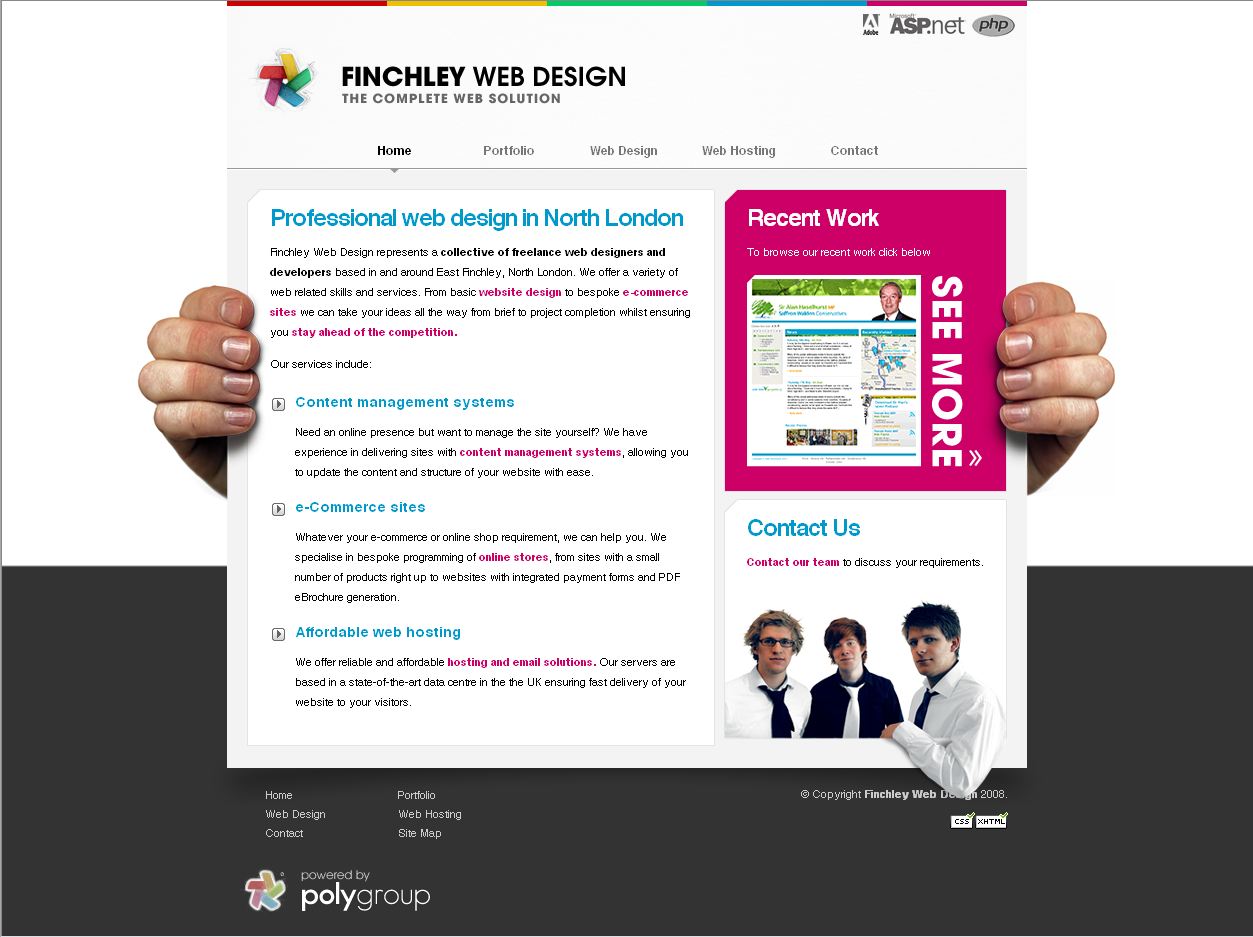 Adobe
Microsoft
ASP.net
php
FINCHLEY WEB DESIGN
THE COMPLETE WEB SOLUTION
Home
Portfolio
Web Design
Web Hosting
Contact
Professional web design in North London
Finchley Web Design represents a collective of freelance web designers and
developers based in and around East Finchley, North London. We offer a variety of
web related skills and services. From basic website design to bespoke e-commerce
sites we can take your ideas all the way from brief to project completion whilst ensuring
you stay ahead of the competition.
Our services include:
Content management systems
Need an online presence but want to manage the site yourself? We have
experience in delivering sites with content management systems, allowing you
to update the content and structure of your website with ease.
e-Commerce sites
Whatever your e-commerce or online shop requirement, we can help you. We
specialise in bespoke programming of online stores, from sites with a small
number of products right up to websites with integrated payment forms and PDF
eBrochure generation.
Affordable web hosting
We offer reliable and affordable hosting and email solutions. Our servers are
based in a state-of-the-art data centre in the the UK ensuring fast delivery of your
website to your visitors.
Recent Work
To browse our recent work click below
Sir Alan Haselhurst MP
Saffron Walden Conservatives
SEE MORE »
Contact Us
Contact our team to discuss your requirements.
Home
Portfolio
Web Design
Web Hosting
Contact
Site Map
© Copyright Finchley Web Design 2008.
CSS
XHTML
powered by
polygroup